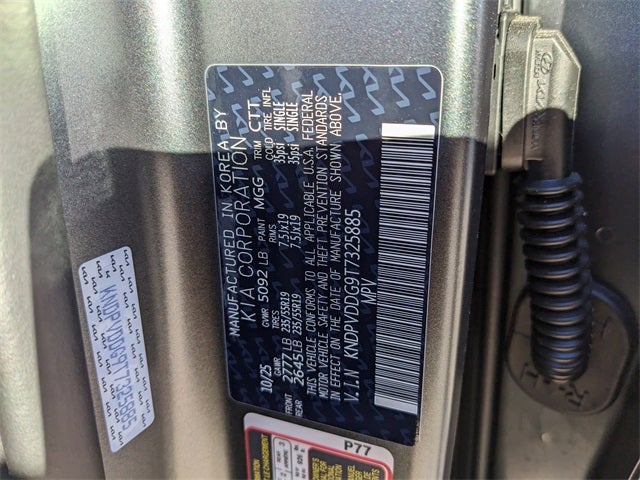 MANUFACTURED IN KOREA BY
KIA CORPORATION
10/25 GVWR 5092 LB PAINT MGG TRIM CTT
GAWR TIRES RIMS COLD TIRE INFL
FRONT 2777 LB 235/55R19 7.5Jx19 35psi SINGLE
REAR 2645LB 235/55R19 7.5Jx19 35psi SINGLE
THIS VEHICLE CONFORMS TO ALL APPLICABLE U.S.A. FEDERAL
MOTOR VEHICLE SAFETY AND THEFT PREVENTION STANDARDS
IN EFFECT ON THE DATE OF MANUFACTURE SHOWN ABOVE.
V.I.N KNDPVDDG9T7325885
MPV
P77